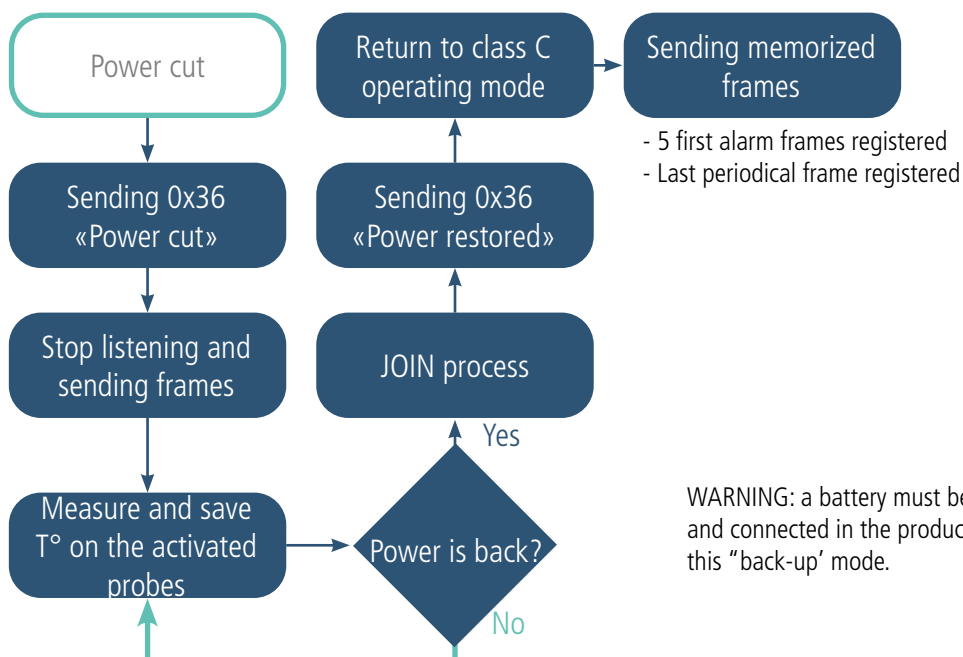 Power cut
Sending 0x36
«Power cut»
Stop listening and
sending frames
Measure and save
T° on the activated
probes
Power is back?
Yes
No
JOIN process
Sending 0x36
«Power restored»
Return to class C
operating mode
Sending memorized
frames
- 5 first alarm frames registered
- Last periodical frame registered
WARNING: a battery must be
and connected in the produc
this “back-up’ mode.